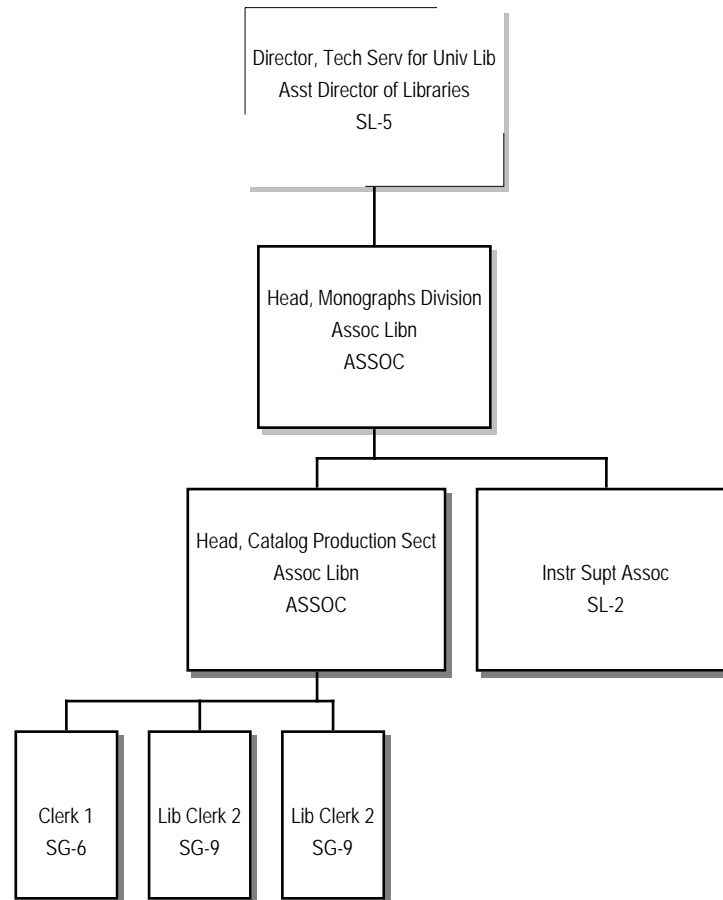 Director, Tech Serv for Univ Lib
Asst Director of Libraries
SL-5
Head, Monographs Division
Assoc Libn
ASSOC
Head, Catalog Production Sect
Assoc Libn
ASSOC
Instr Supt Assoc
SL-2
Clerk 1
SG-6
Lib Clerk 2
SG-9
Lib Clerk 2
SG-9